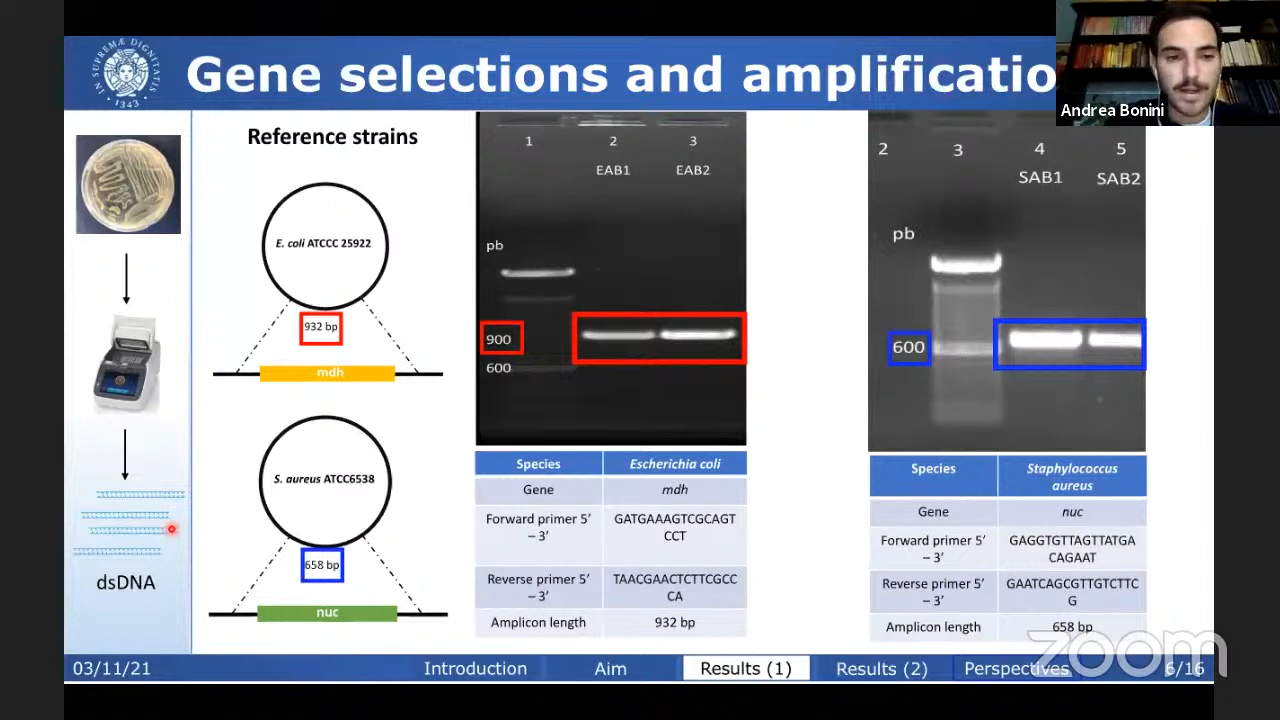 Gene selections and amplificatio
Andrea Bonini
SUPREMÆ DIGNITATIS
1343
Reference strains
E. coli ATCCC 25922
932 bp
mdh
S. aureus ATCC6538
658 bp
nuc
dsDNA
1 2 3
EAB1 EAB2
pb
900
600
2 3 4 5
SAB1 SAB2
pb
600
Species Escherichia coli
Gene mdh
Forward primer 5’ GATGAAAGTCGCAGT
– 3’ CCT
Reverse primer 5’ TAACGAACTCTTCGCC
– 3’ CA
Amplicon length 932 bp
Species Staphylococcus
aureus
Gene nuc
Forward primer 5’ GAGGTGTTAGTTATGA
– 3’ CAGAAT
Reverse primer 5’ GAATCAGCGTTGTCTTC
– 3’ G
Amplicon length 658 bp
zoom
03/11/21 Introduction Aim Results (1) Results (2) Perspectives 6/16